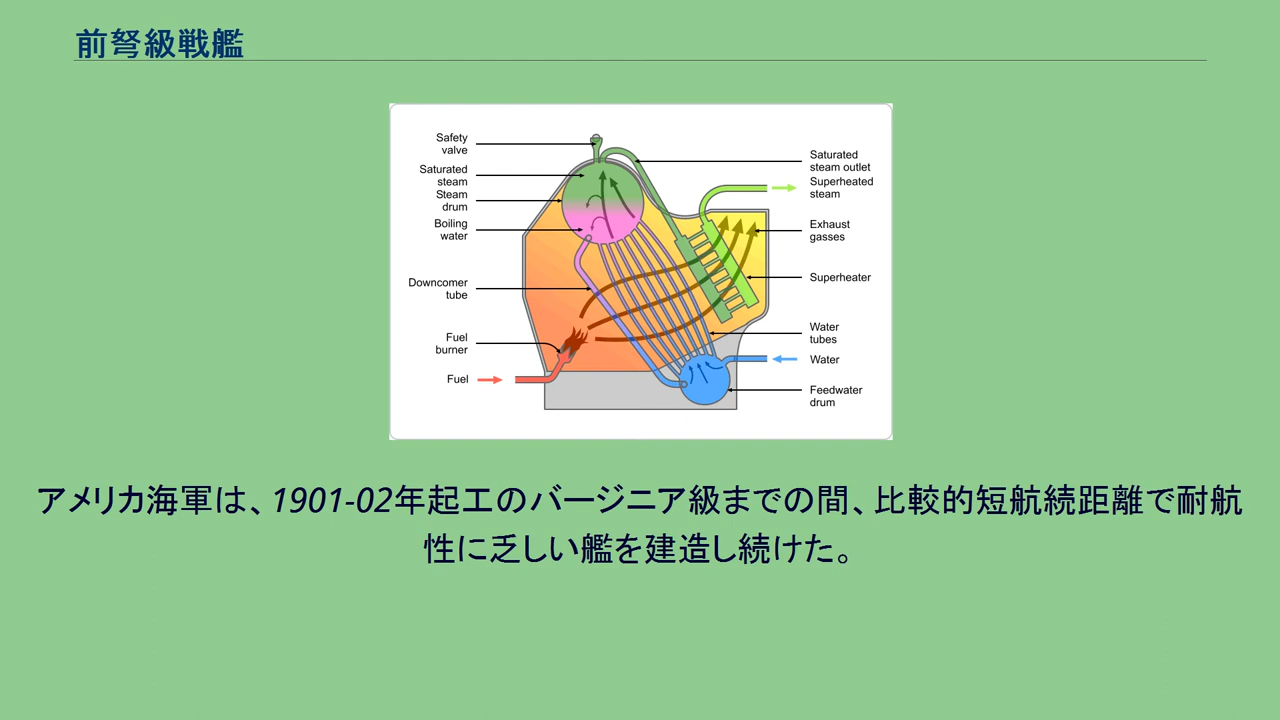 前弩級戦艦
Safety
valve
Saturated
steam
Steam
drum
Boiling
water
Downcomer
tube
Fuel
burner
Fuel
Saturated
steam outlet
Superheated
steam
Exhaust
gasses
Superheater
Water
tubes
Water
Feedwater
drum
アメリカ海軍は、1901-02年起工のバージニア級までの間、比較的短航続距離で耐航
性に乏しい艦を建造し続けた。